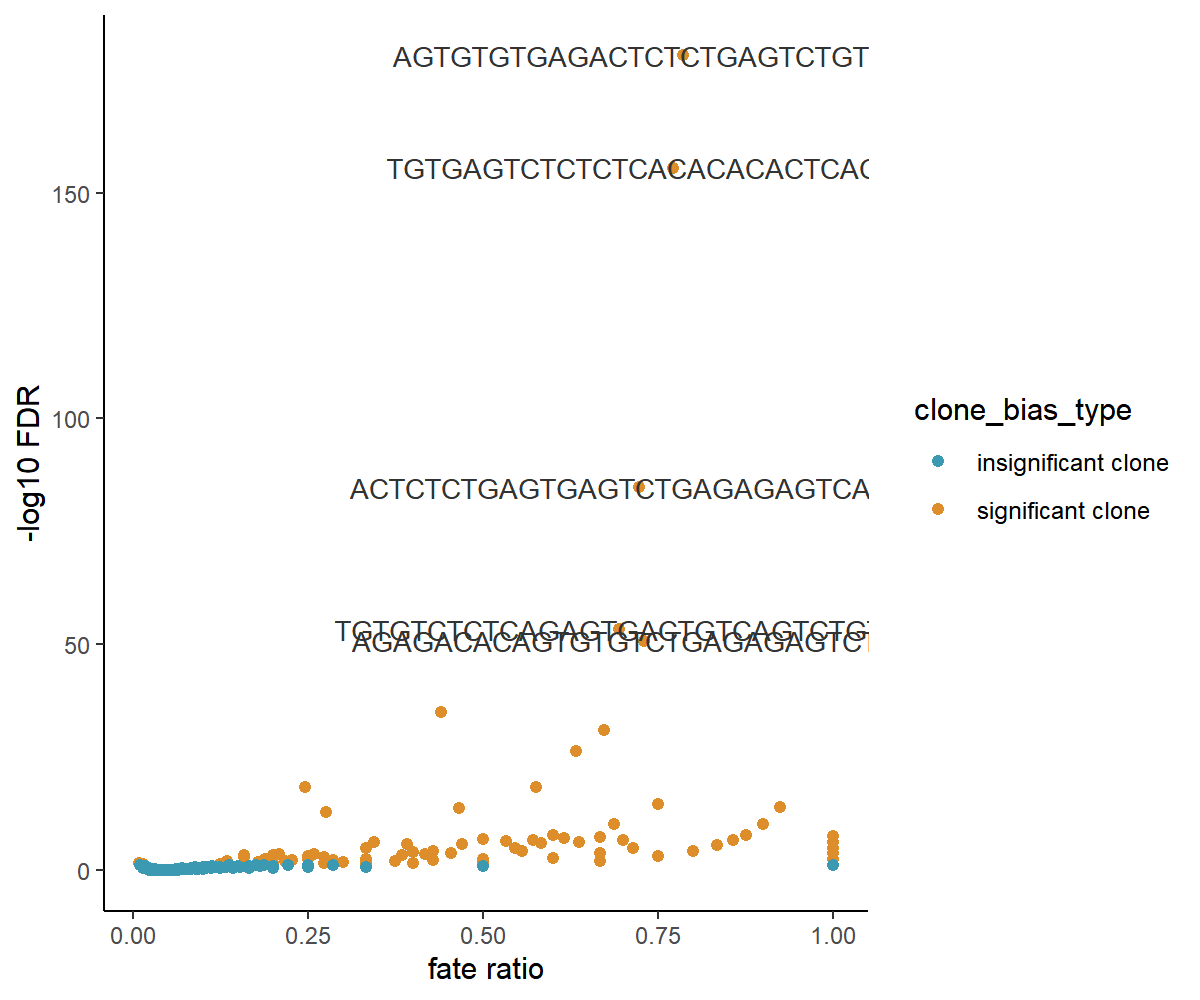 AGTGTGTGAGACTCTCTGAGTCTGT
TGTGAGTCTCTCTCACACACACTCAC
150
ACTCTCTGAGTGAGTCTGAGAGAGTCA
100
-log10 FDR
TGTGTCTCTCAGAGTGACTGTCAGTCTGT
AGAGACACAGTGTGTCTGAGAGAGTCT
50
0
0.00 0.25 0.50 0.75 1.00
fate ratio
clone_bias_type
insignificant clone
significant clone